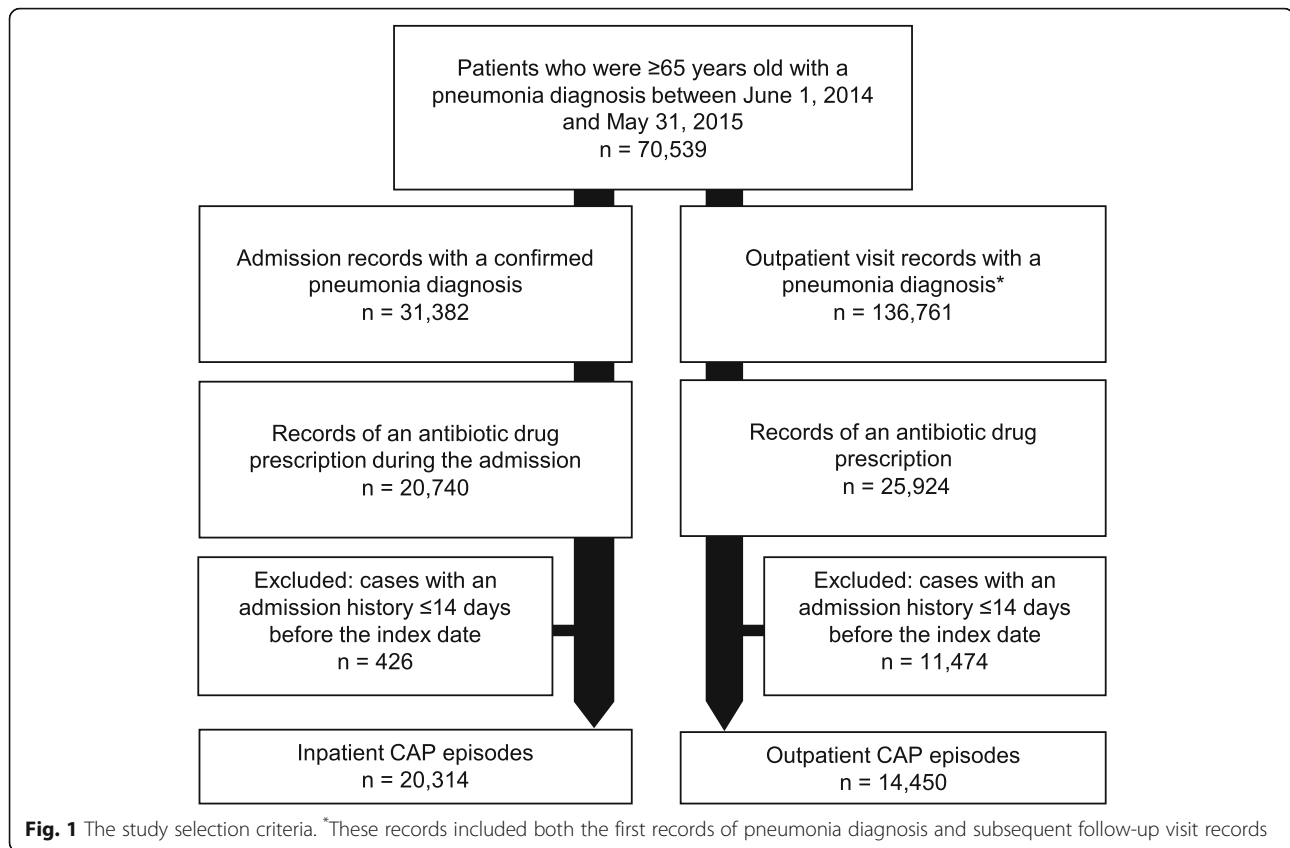 Patients who were ≥65 years old with a
pneumonia diagnosis between June 1, 2014
and May 31, 2015
n = 70,539
Admission records with a confirmed
pneumonia diagnosis
n = 31,382
Outpatient visit records with a
pneumonia diagnosis*
n = 136,761
Records of an antibiotic drug
prescription during the admission
n = 20,740
Records of an antibiotic drug
prescription
n = 25,924
Excluded: cases with an
admission history ≤14 days
before the index date
n = 426
Excluded: cases with an
admission history ≤14 days
before the index date
n = 11,474
Inpatient CAP episodes
n = 20,314
Outpatient CAP episodes
n = 14,450
Fig. 1 The study selection criteria. *These records included both the first records of pneumonia diagnosis and subsequent follow-up visit records